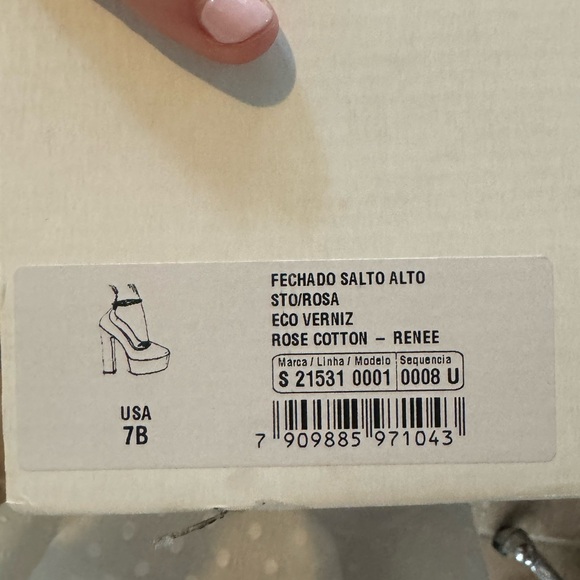 FECHADO SALTO ALTO
STO/ROSA
ECO VERNIZ
ROSE COTTON – RENEE
Marca / Linha / Modelo Sequencia
S 21531 0001 0008 U
USA
7B
7 909885 971043